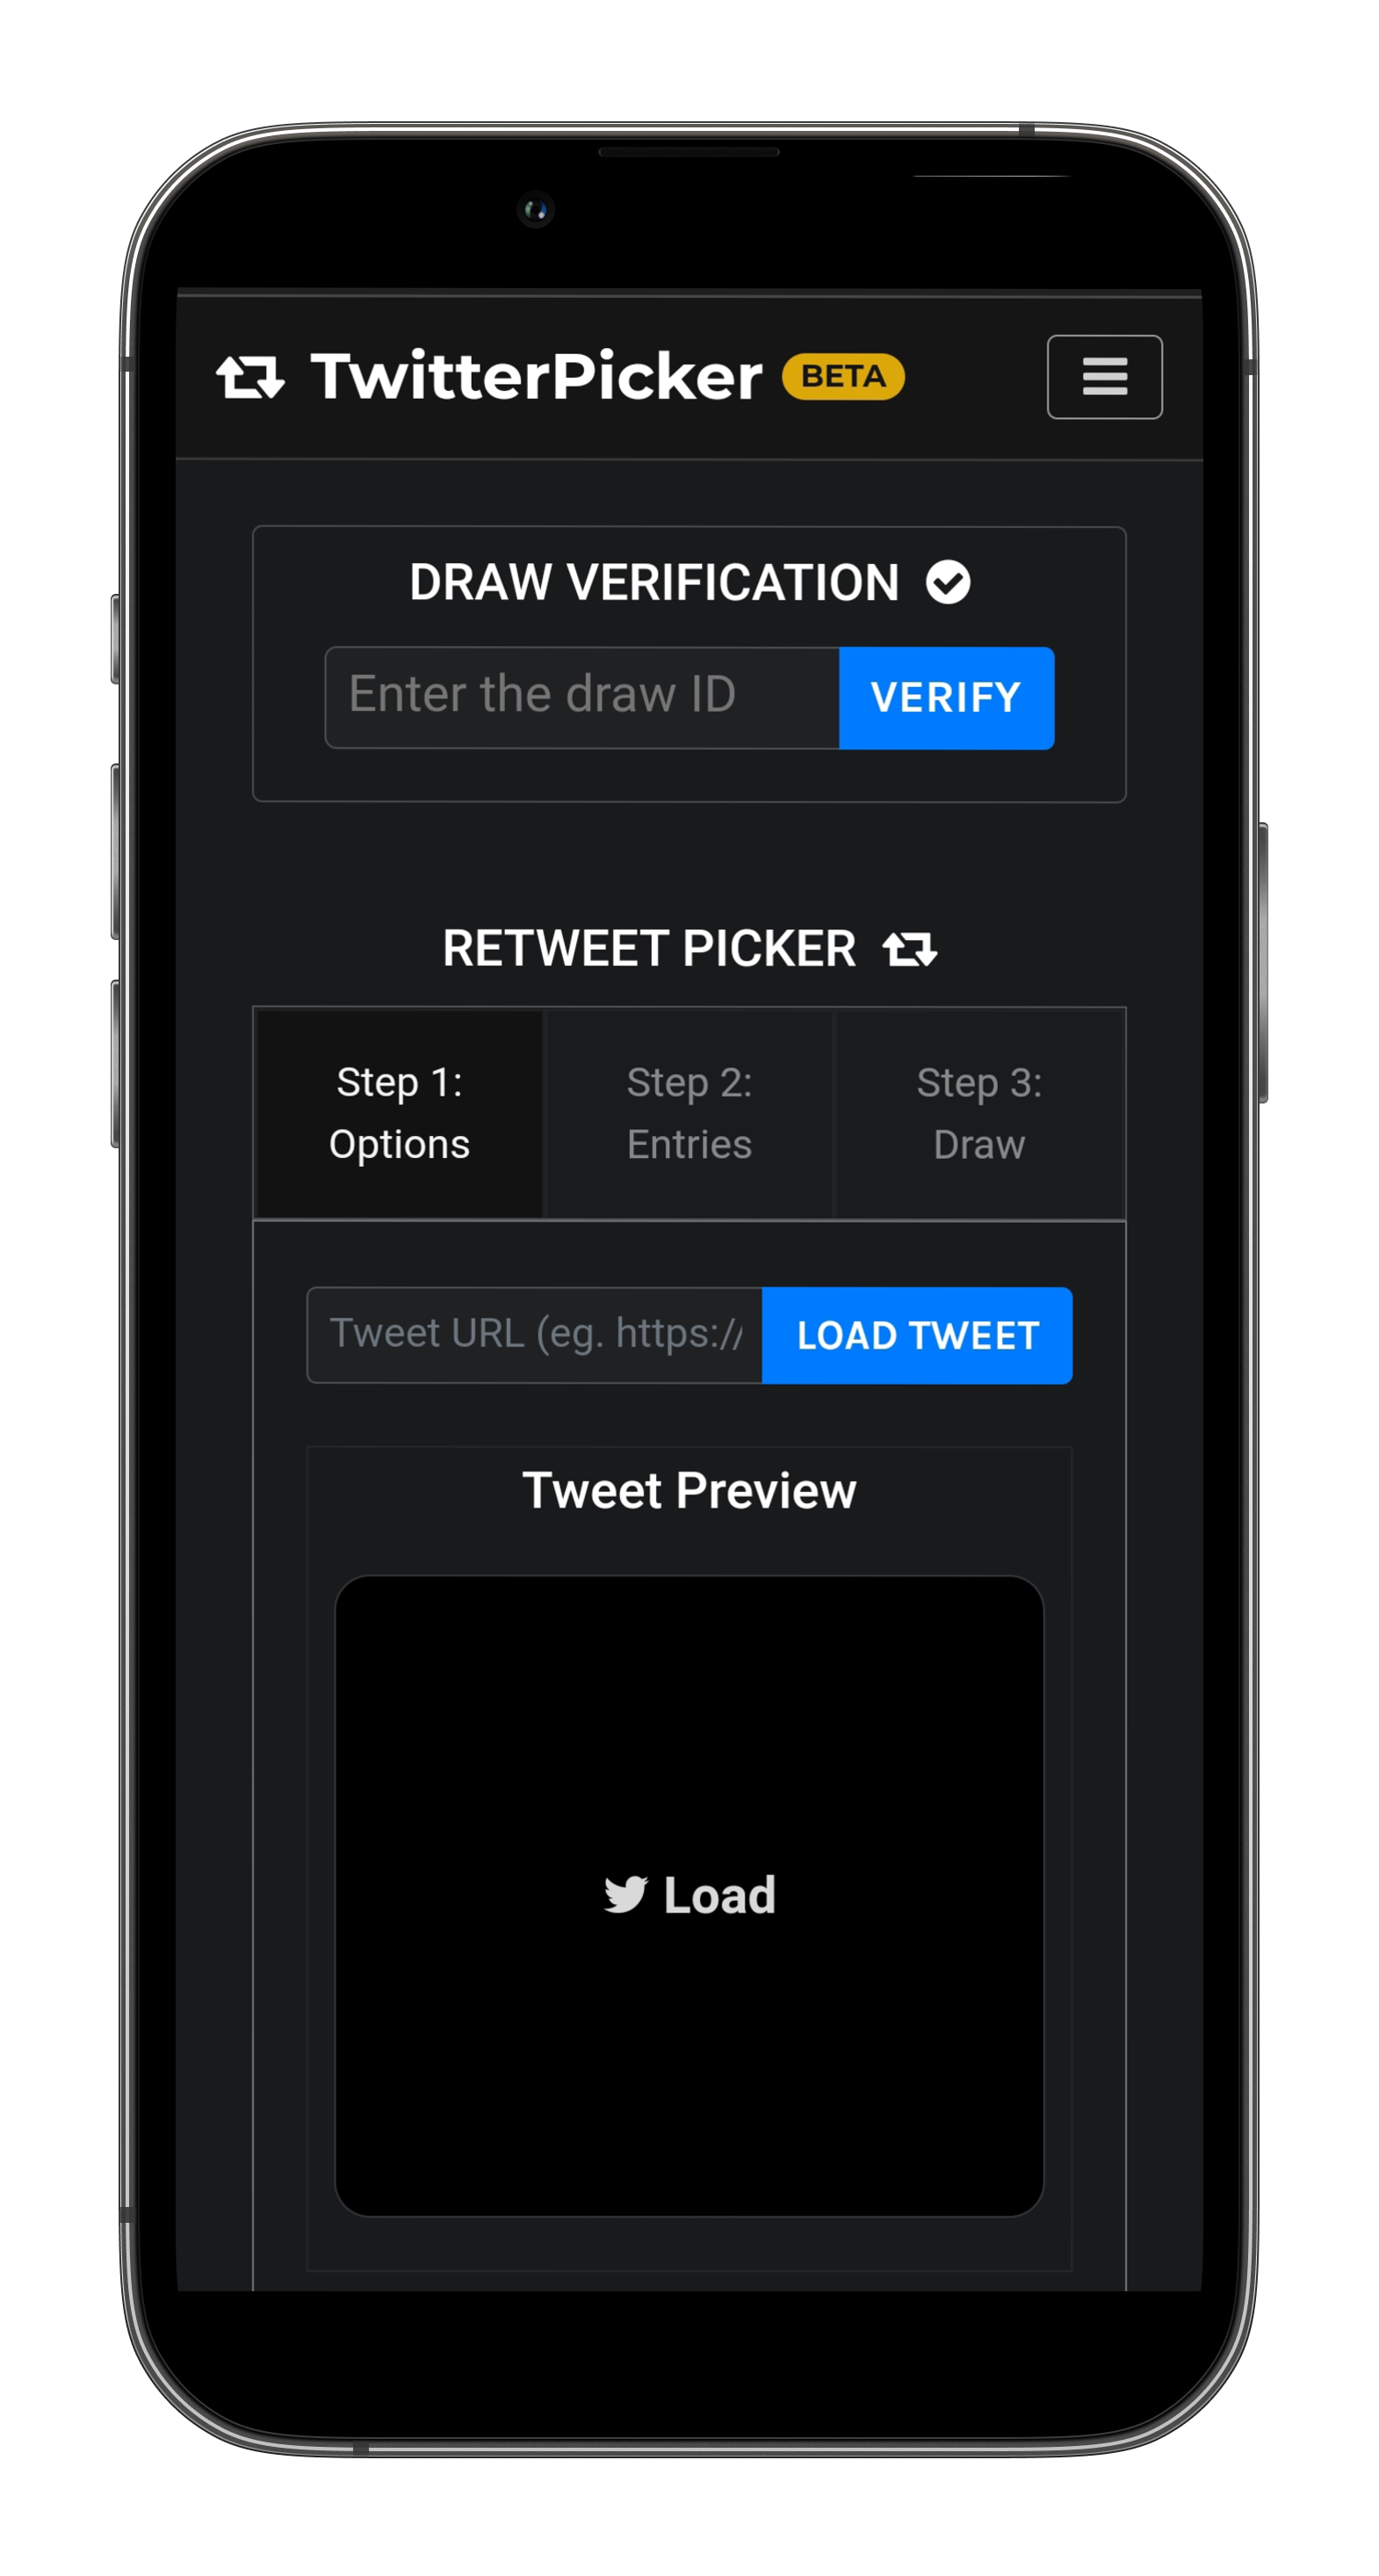 TwitterPicker BETA
DRAW VERIFICATION
Enter the draw ID VERIFY
RETWEET PICKER
Step 1: Step 2: Step 3:
Options Entries Draw
Tweet URL (eg. https:// LOAD TWEET
Tweet Preview
Load